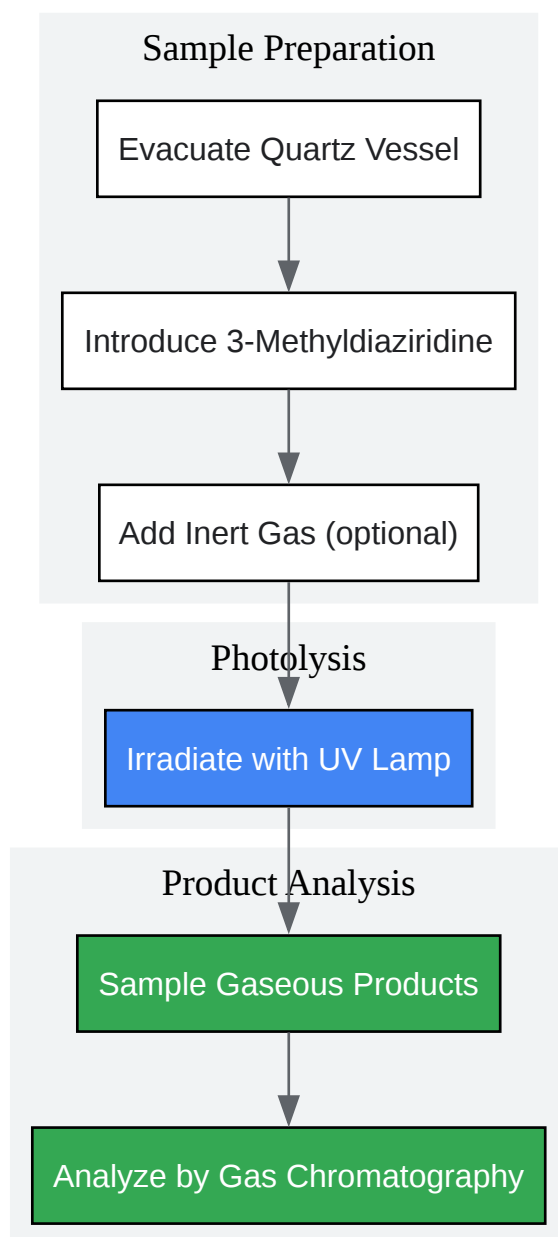 Sample Preparation
Evacuate Quartz Vessel
Introduce 3-Methyldiaziridine
Add Inert Gas (optional)
Photolysis
Irradiate with UV Lamp
Product Analysis
Sample Gaseous Products
Analyze by Gas Chromatography